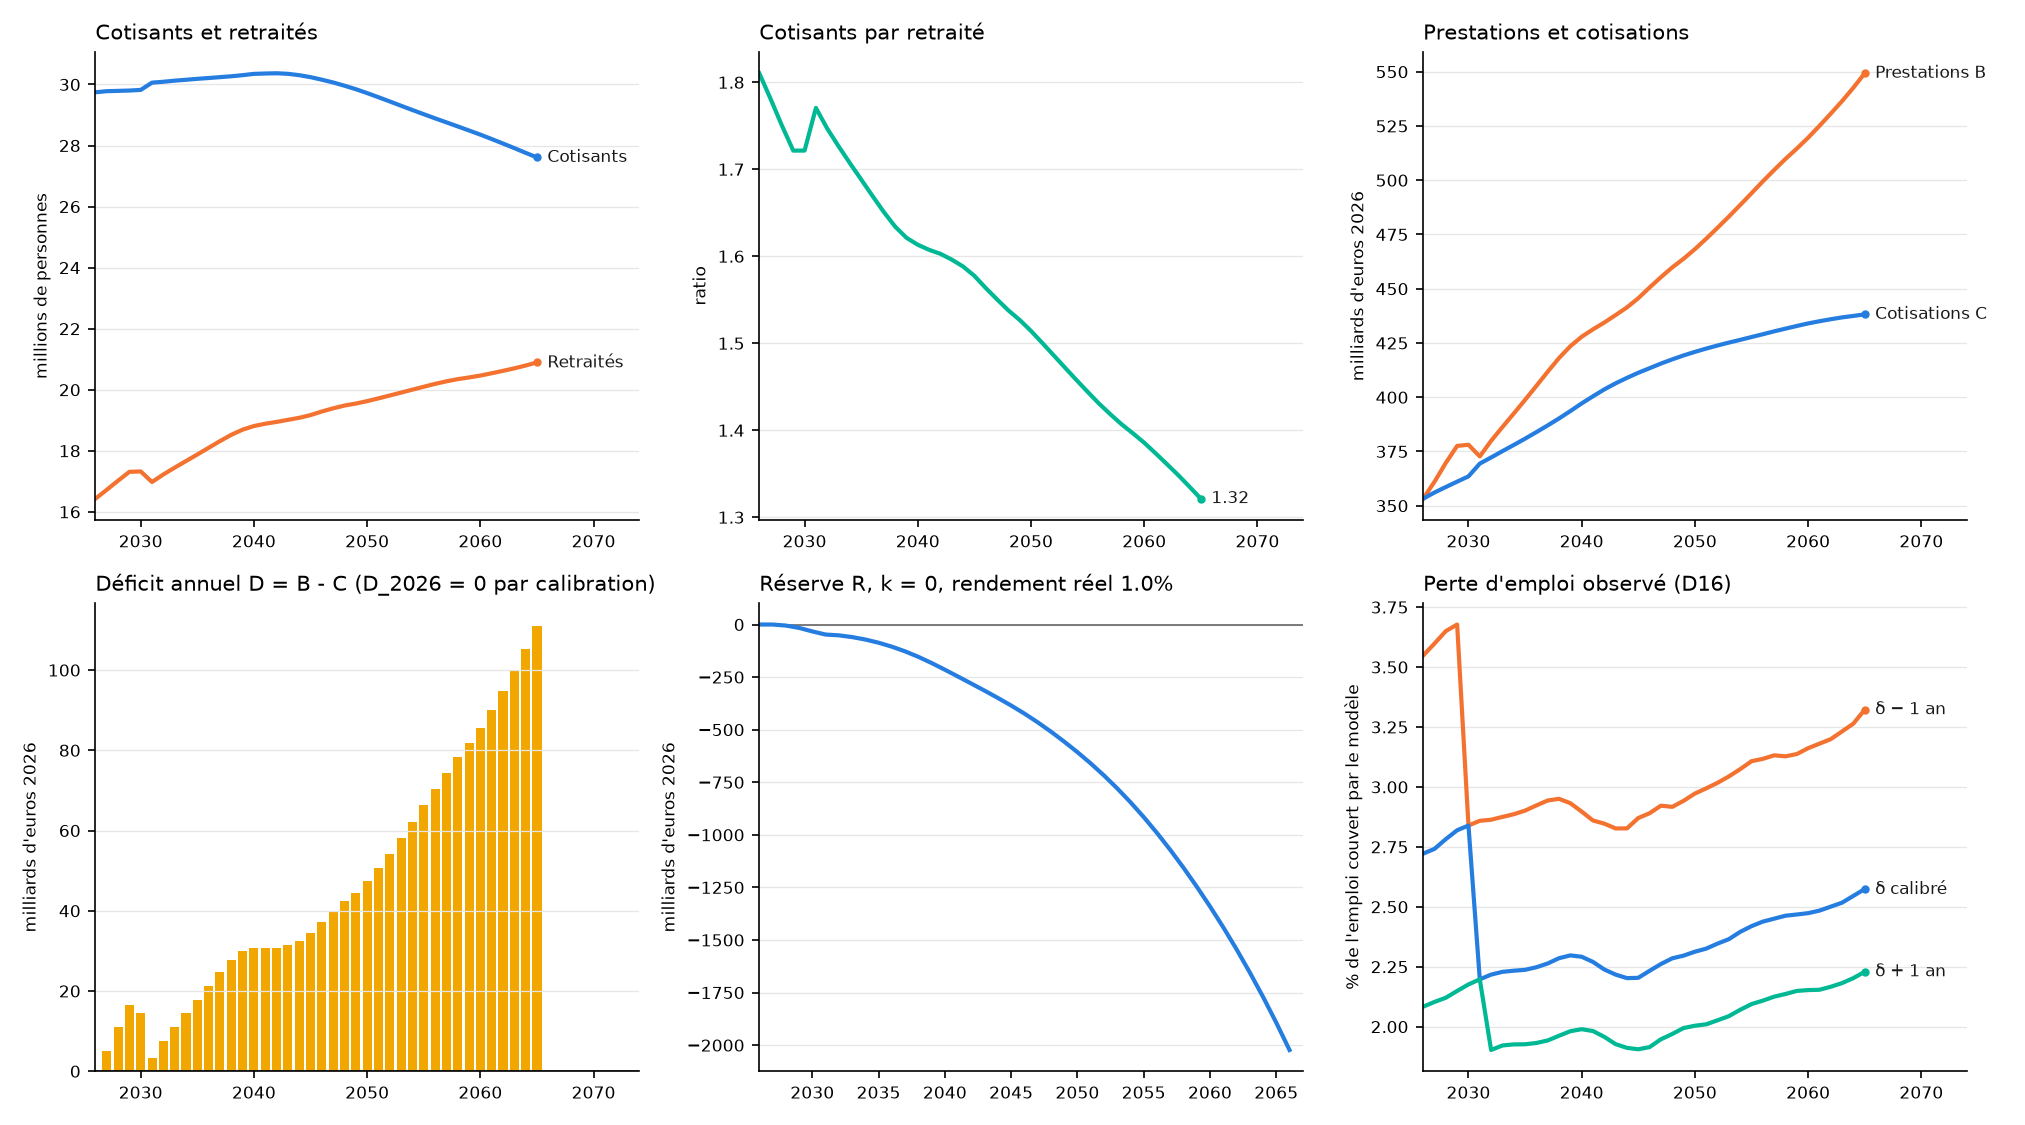 Cotisants et retraités
millions de personnes
30
28
26
24
22
20
18
16
Cotisants
Retraités
2030 2040 2050 2060 2070
Cotisants par retraité
ratio
1.8
1.7
1.6
1.5
1.4
1.3
1.32
2030 2040 2050 2060 2070
Prestations et cotisations
milliards d'euros 2026
550
525
500
475
450
425
400
375
350
Prestations B
Cotisations C
2030 2040 2050 2060 2070
Déficit annuel D = B - C (D_2026 = 0 par calibration)
milliards d'euros 2026
100
80
60
40
20
0
2030 2040 2050 2060 2070
Réserve R, k = 0, rendement réel 1.0%
milliards d'euros 2026
0
−250
−500
−750
−1000
−1250
−1500
−1750
−2000
2030 2035 2040 2045 2050 2055 2060 2065
Perte d'emploi observé (D16)
% de l'emploi couvert par le modèle
3.75
3.50
3.25
3.00
2.75
2.50
2.25
2.00
δ − 1 an
δ calibré
δ + 1 an
2030 2040 2050 2060 2070